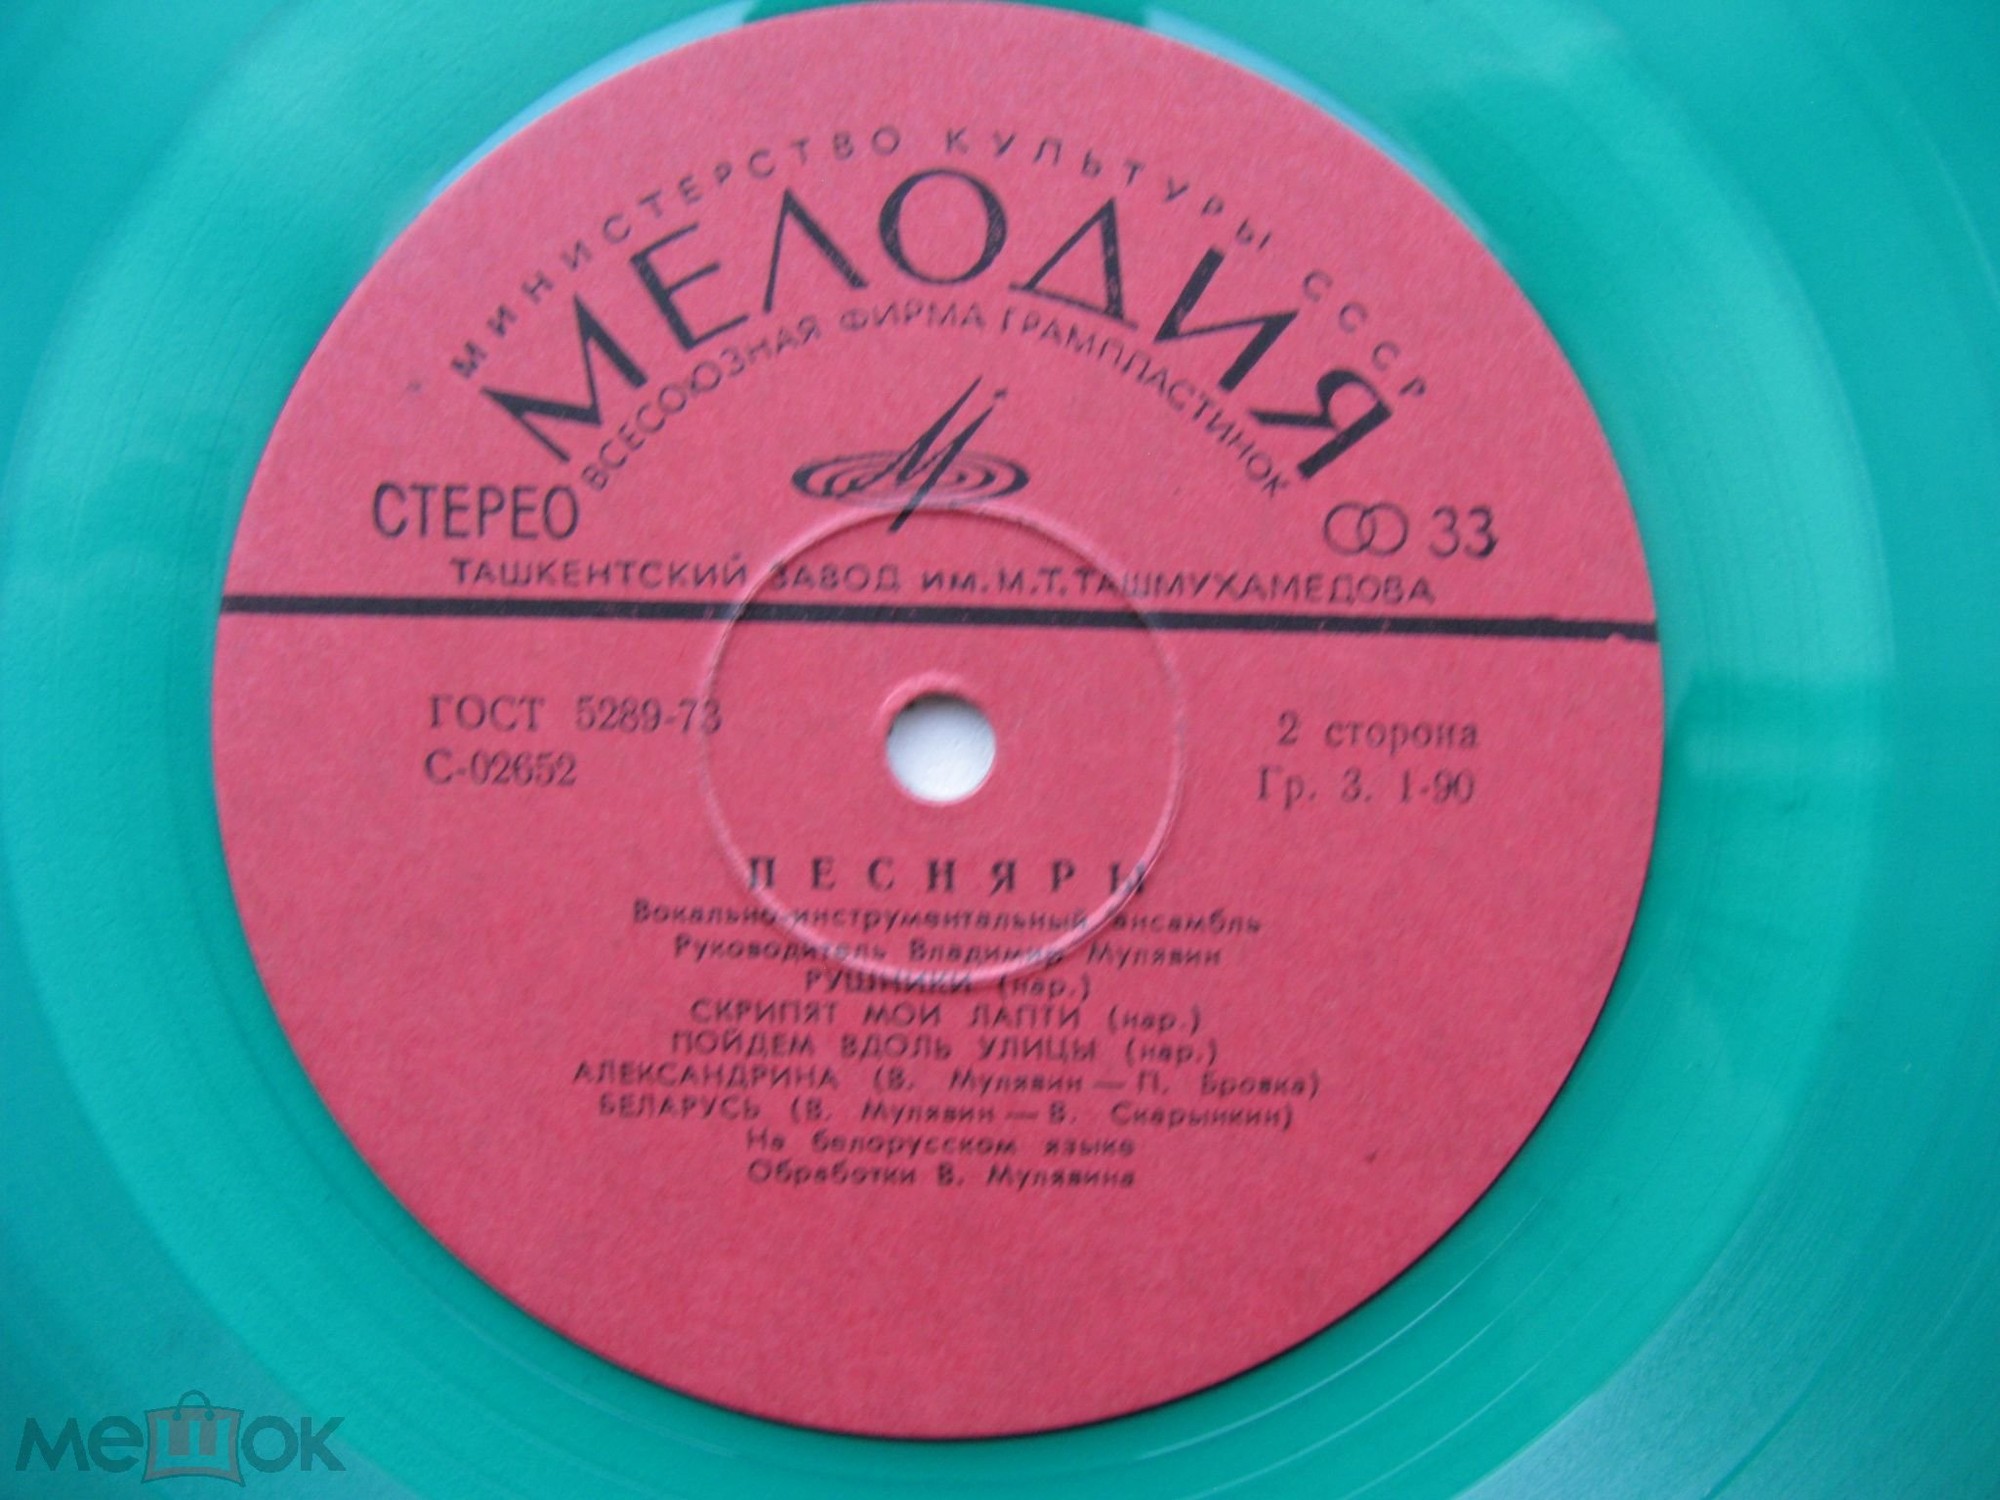 МИНИСТЕРСТВО КУЛЬТУРЫ СССР
МЕЛОДИЯ
ВСЕСОЮЗНАЯ ФИРМА ГРАМПЛАСТИНОК
СТЕРЕО 33
ТАШКЕНТСКИЙ ЗАВОД ИМ. М.Т. ТАШМУХАМЕДОВА
ГОСТ 5289-73 2 сторона
С-02652 Гр. 3. 1-90
ПЕСНЯРЫ
Вокально-инструментальный ансамбль
Руководитель Владимир Мулявин
РУШНИКИ (нар.)
СКРИПЯТ МОИ ЛАПТИ (нар.)
ПОЙДЕМ ВДОЛЬ УЛИЦЫ (нар.)
АЛЕКСАНДРИНА (В. Мулявин — П. Бровка)
БЕЛАРУСЬ (В. Мулявин — В. Скарынкин)
На белорусском языке
Обработки В. Мулявина
мешок